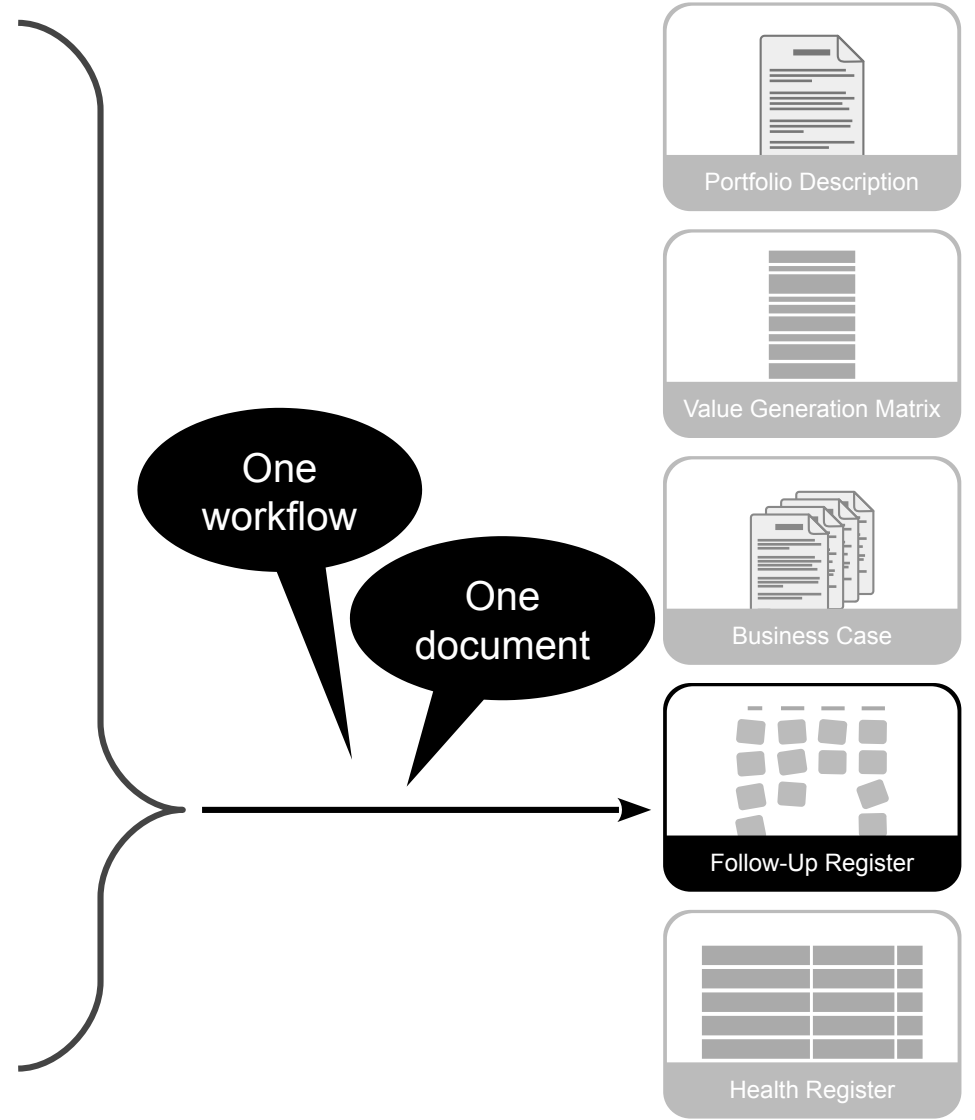 Portfolio Description
Value Generation Matrix
One
workflow
One
document
Business Case
Follow-Up Register
Health Register